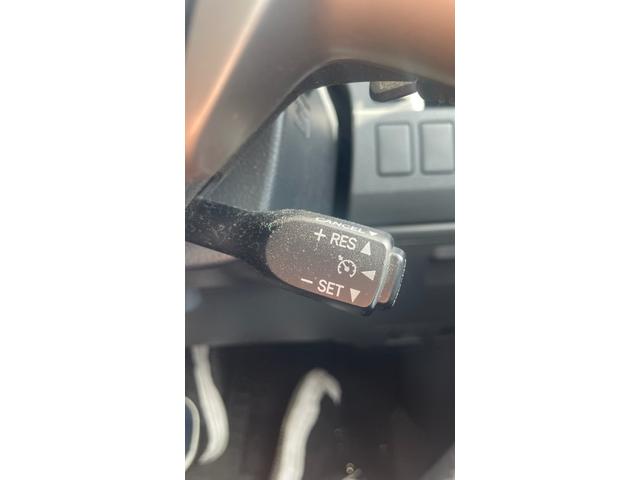 CANCEL▼
+ RES ▲
◀
− SET ▼